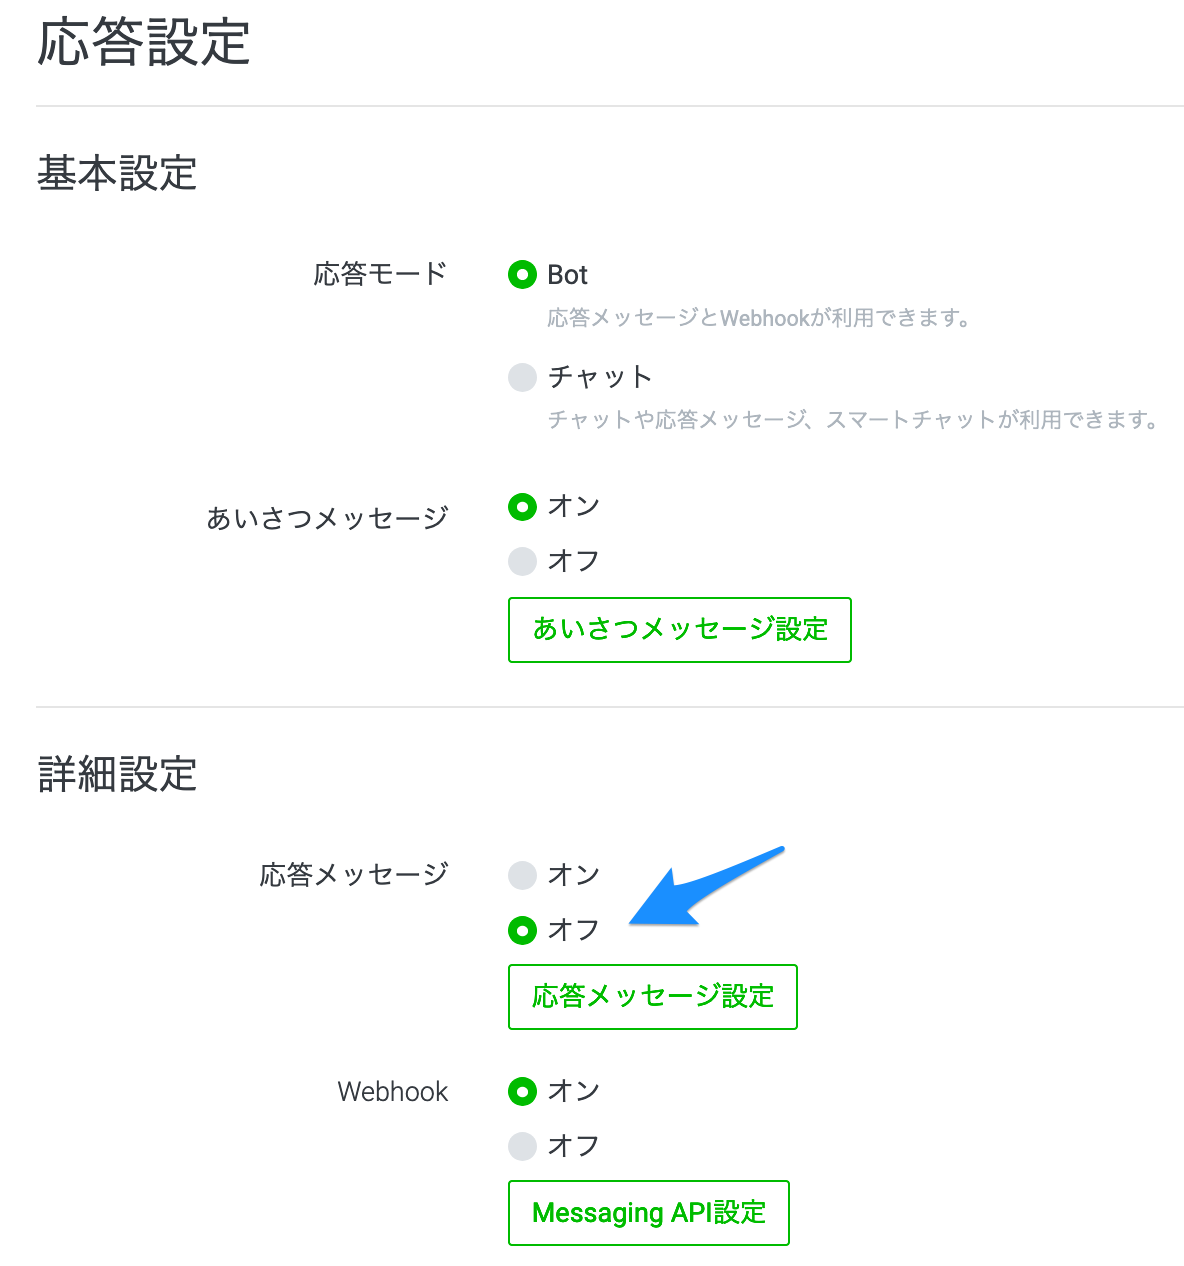 応答設定
基本設定
応答モード
Bot
応答メッセージとWebhookが利用できます。
チャット
チャットや応答メッセージ、スマートチャットが利用できます。
あいさつメッセージ
オン
オフ
あいさつメッセージ設定
詳細設定
応答メッセージ
オン
オフ
応答メッセージ設定
Webhook
オン
オフ
Messaging API設定